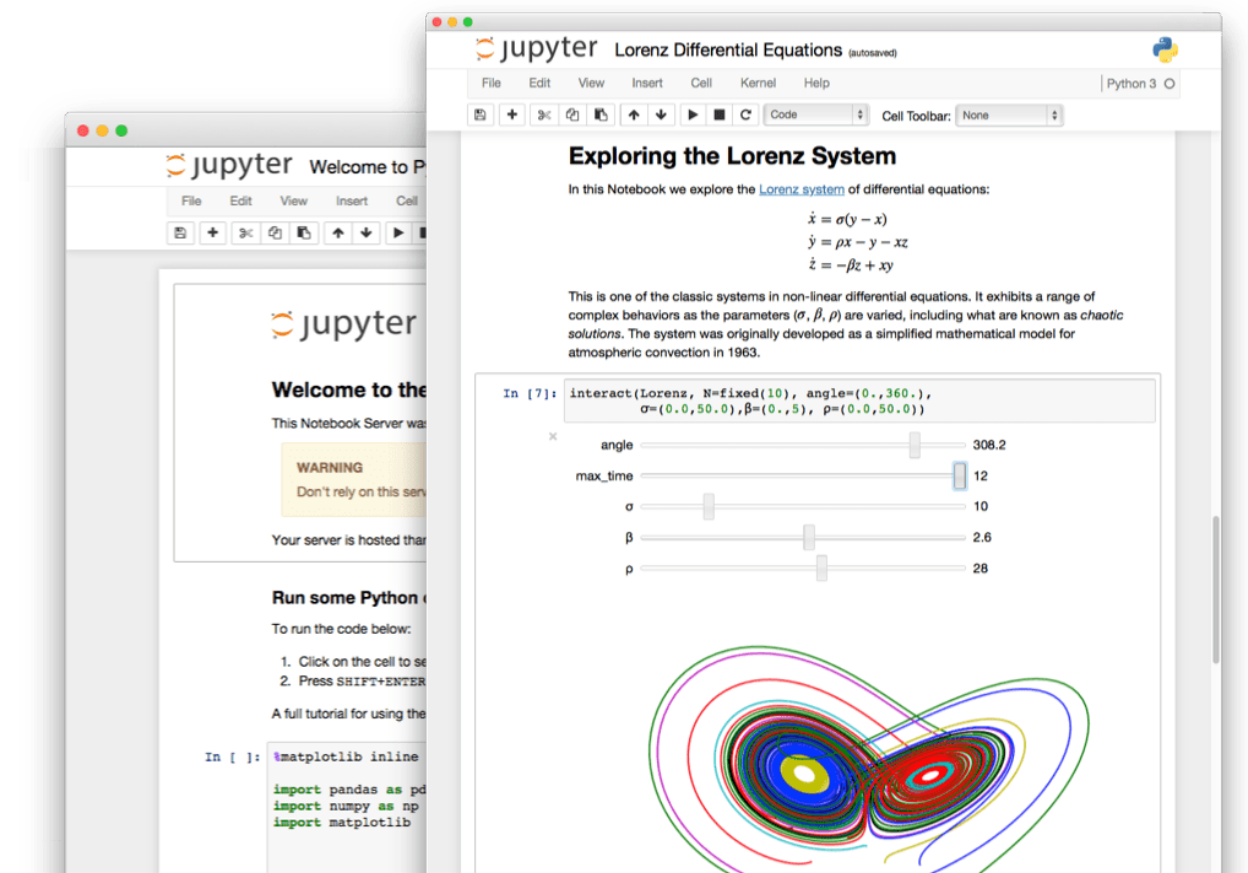 jupyter Lorenz Differential Equations (autosaved)
File Edit View Insert Cell Kernel Help
Python 3
Code
Cell Toolbar: None
Exploring the Lorenz System
In this Notebook we explore the Lorenz system of differential equations:
ẋ = σ(y − x)
ẏ = ρx − y − xz
ż = −βz + xy
This is one of the classic systems in non-linear differential equations. It exhibits a range of
complex behaviors as the parameters (σ, β, ρ) are varied, including what are known as chaotic
solutions. The system was originally developed as a simplified mathematical model for
atmospheric convection in 1963.
In [7]: interact(Lorenz, N=fixed(10), angle=(0.,360.),
σ=(0.0,50.0),β=(0.,5), ρ=(0.0,50.0))
angle 308.2
max_time 12
σ 10
β 2.6
ρ 28
jupyter Welcome to P
File Edit View Insert Cell
jupyter
Welcome to the
This Notebook Server wa
WARNING
Don't rely on this serv
Your server is hosted than
Run some Python
To run the code below:
1. Click on the cell to se
2. Press SHIFT+ENTER
A full tutorial for using the
In [ ]: %matplotlib inline
import pandas as pd
import numpy as np
import matplotlib